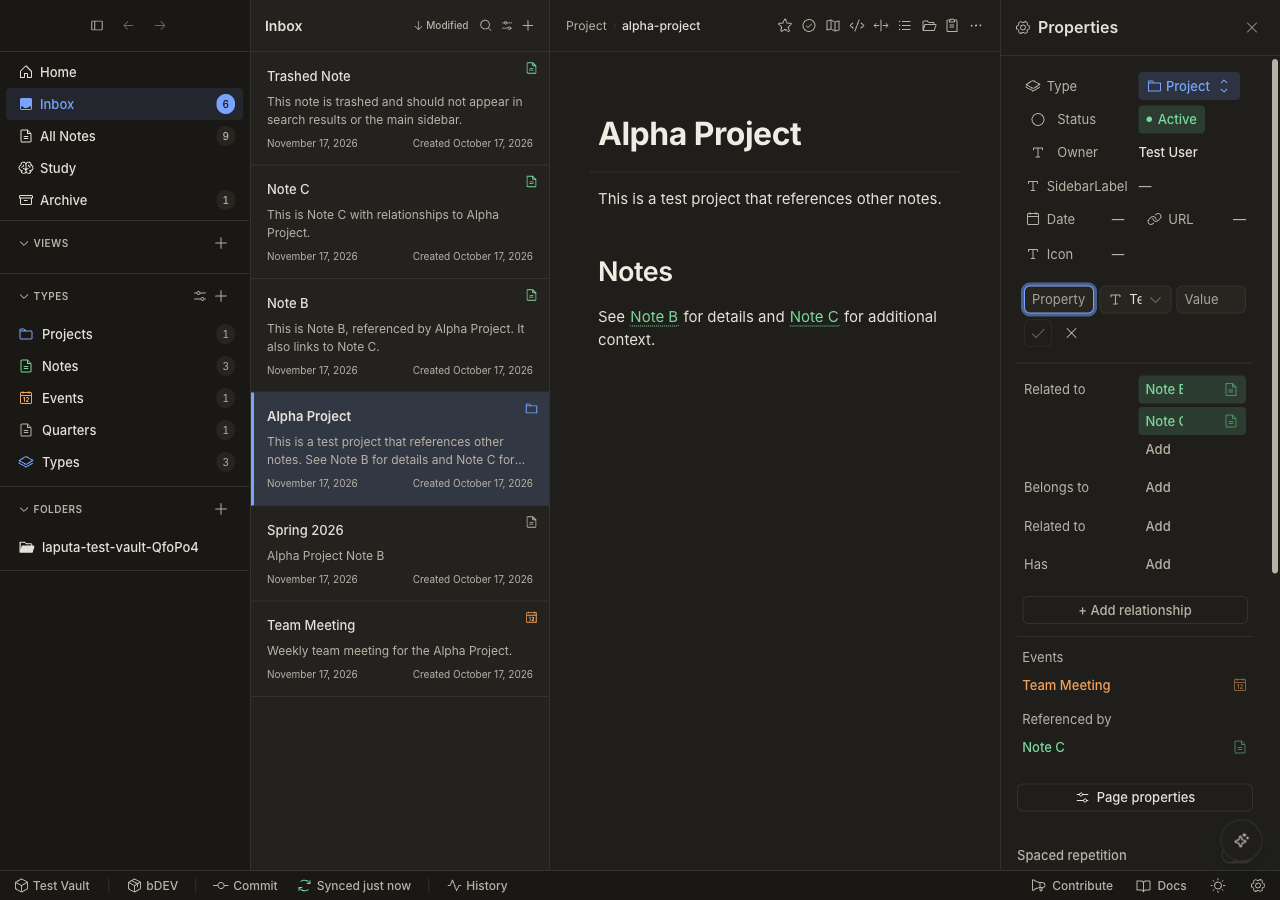 Home
Inbox 6
All Notes 9
Study
Archive 1
VIEWS
TYPES
Projects 1
Notes 3
Events 1
Quarters 1
Types 3
FOLDERS
laputa-test-vault-QfoPo4
Inbox
Modified
Trashed Note
This note is trashed and should not appear in
search results or the main sidebar.
November 17, 2026 Created October 17, 2026
Note C
This is Note C with relationships to Alpha
Project.
November 17, 2026 Created October 17, 2026
Note B
This is Note B, referenced by Alpha Project. It
also links to Note C.
November 17, 2026 Created October 17, 2026
Alpha Project
This is a test project that references other
notes. See Note B for details and Note C for...
November 17, 2026 Created October 17, 2026
Spring 2026
Alpha Project Note B
November 17, 2026 Created October 17, 2026
Team Meeting
Weekly team meeting for the Alpha Project.
November 17, 2026 Created October 17, 2026
Project alpha-project
Alpha Project
This is a test project that references other notes.
Notes
See Note B for details and Note C for additional
context.
Properties
Type Project
Status Active
Owner Test User
SidebarLabel —
Date — URL —
Icon —
Property Te Value
Related to Note
Note
Add
Belongs to Add
Related to Add
Has Add
+ Add relationship
Events
Team Meeting
Referenced by
Note C
Page properties
Spaced repetition
Test Vault bDEV Commit Synced just now History Contribute Docs